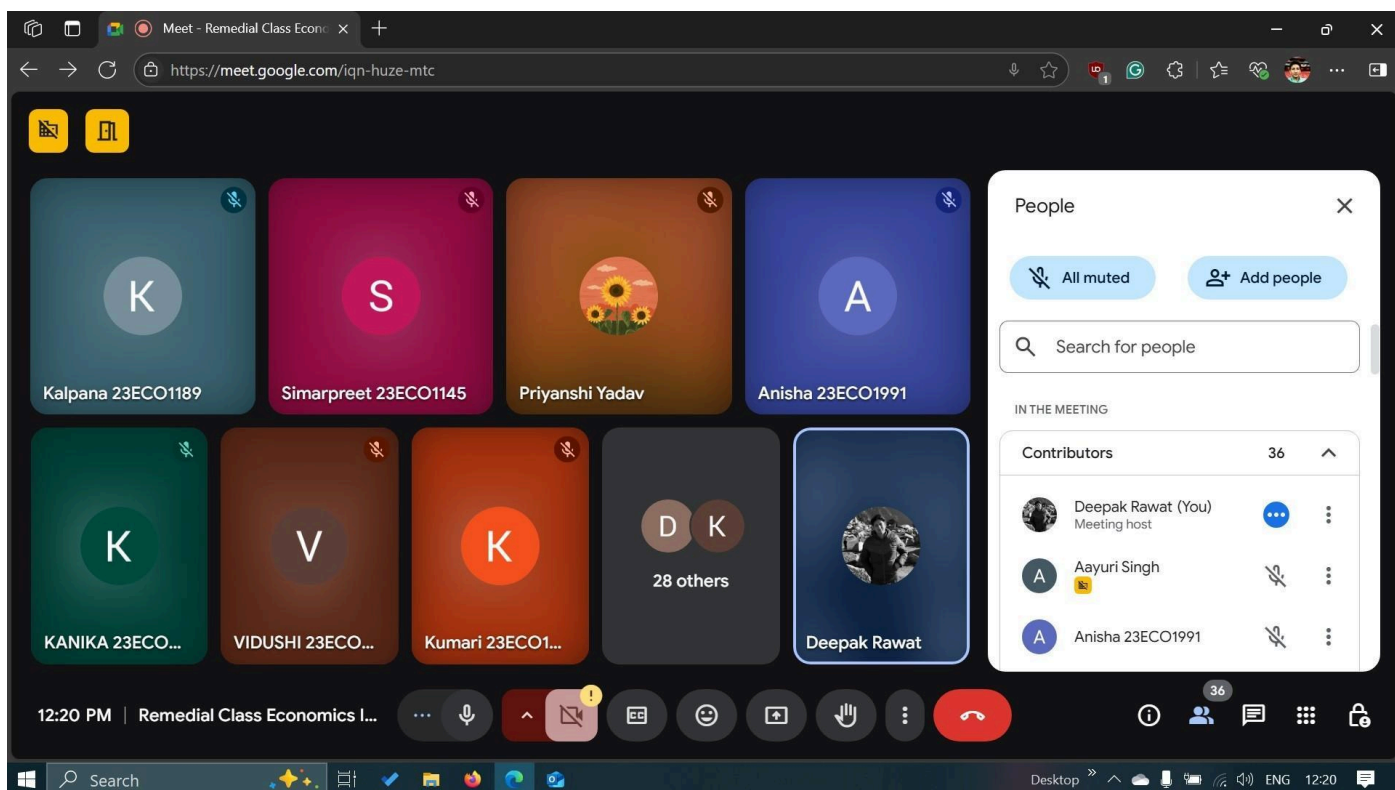 Meet - Remedial Class Econo
https://meet.google.com/iqn-huze-mtc
1
K
Kalpana 23ECO1189
S
Simarpreet 23ECO1145
Priyanshi Yadav
A
Anisha 23ECO1991
K
KANIKA 23ECO...
V
VIDUSHI 23ECO...
K
Kumari 23ECO1...
D K
28 others
Deepak Rawat
People
All muted
Add people
Search for people
IN THE MEETING
Contributors 36
Deepak Rawat (You)
Meeting host
A
Aayuri Singh
A
Anisha 23ECO1991
12:20 PM | Remedial Class Economics I...
CC
36
Search
Desktop
ENG 12:20